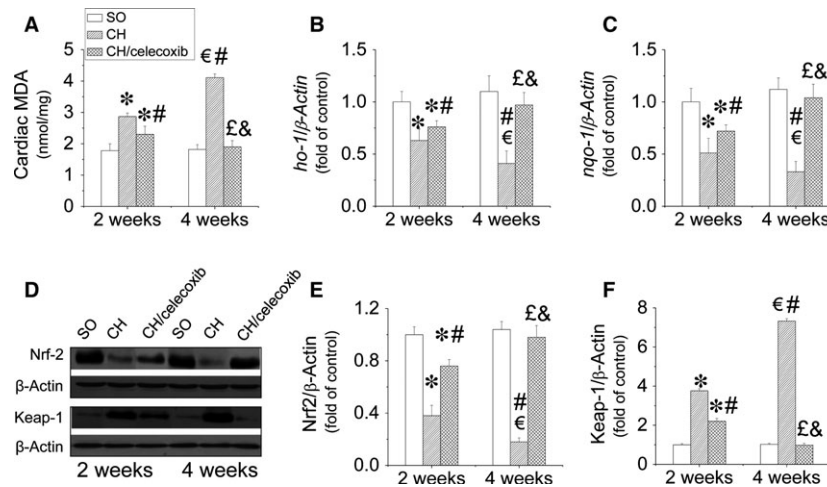 A
SO
CH
CH/celecoxib
Cardiac MDA
(nmol/mg)
5
4
3
2
1
0
*
*#
€#
£&
2 weeks
4 weeks
B
ho-1/β-Actin
(fold of control)
1.5
1.0
0.5
0.0
*
*#
#
€
£&
2 weeks
4 weeks
C
nqo-1/β-Actin
(fold of control)
1.5
1.0
0.5
0.0
*
*#
#
€
£&
2 weeks
4 weeks
D
SO
CH
CH/celecoxib
SO
CH
CH/celecoxib
Nrf-2
β-Actin
Keap-1
β-Actin
2 weeks
4 weeks
E
Nrf2/β-Actin
(fold of control)
1.2
0.8
0.4
0.0
*
*#
#
€
£&
2 weeks
4 weeks
F
Keap-1/β-Actin
(fold of control)
8
6
4
2
0
*
*#
€#
£&
2 weeks
4 weeks